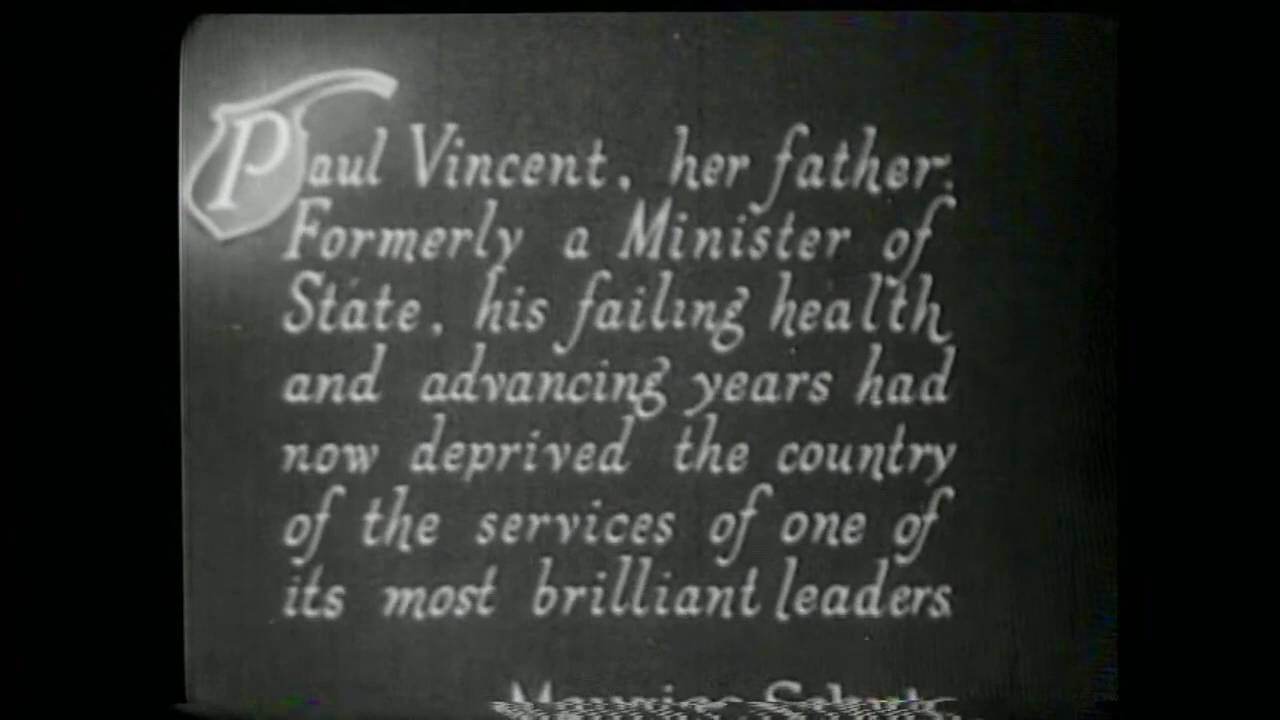 Paul Vincent, her father.
Formerly a Minister of
State, his failing health
and advancing years had
now deprived the country
of the services of one of
its most brilliant leaders